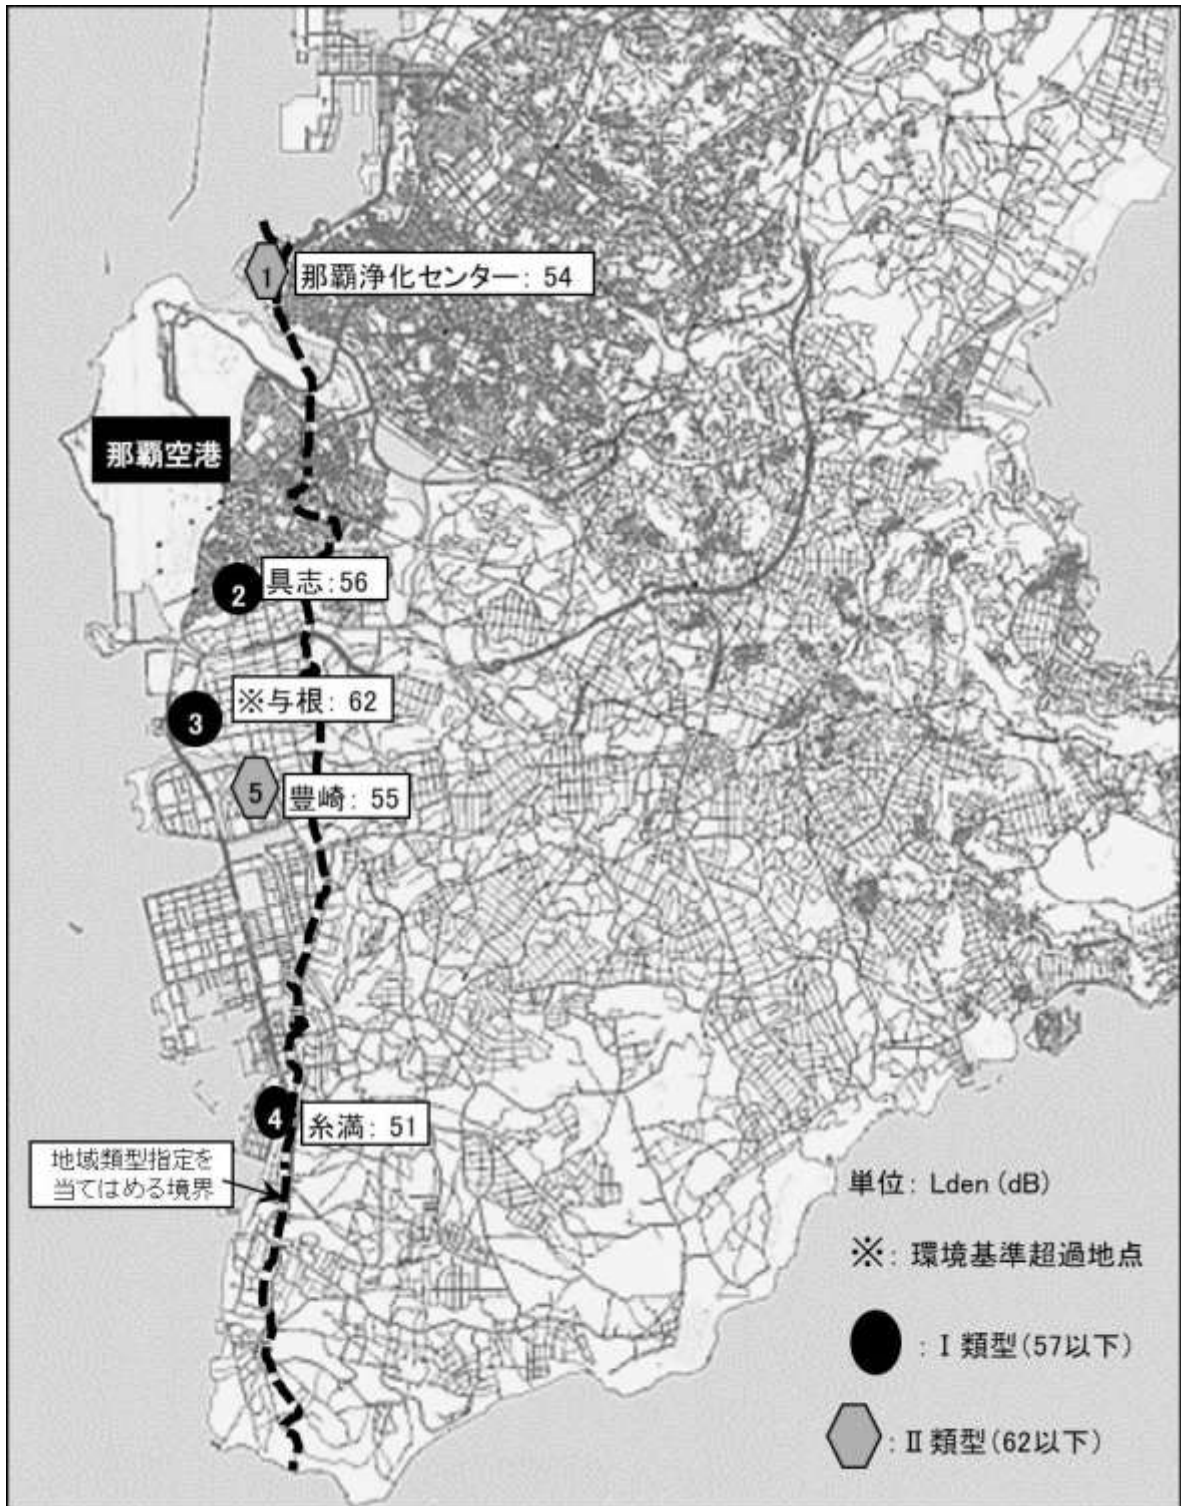 1
那覇浄化センター: 54
那覇空港
2
具志:56
※与根: 62
3
5
豊崎: 55
4
糸満: 51
地域類型指定を
当てはめる境界
単位: Lden (dB)
※: 環境基準超過地点
: Ⅰ類型(57以下)
: Ⅱ類型(62以下)